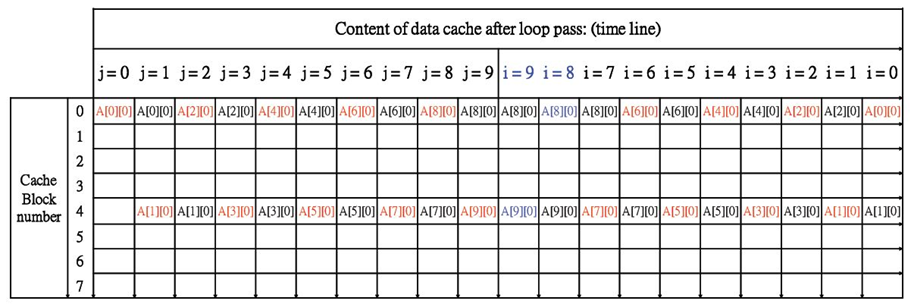 Content of data cache after loop pass: (time line)
j = 0 j = 1 j = 2 j = 3 j = 4 j = 5 j = 6 j = 7 j = 8 j = 9 i = 9 i = 8 i = 7 i = 6 i = 5 i = 4 i = 3 i = 2 i = 1 i = 0
0 A[0][0] A[0][0] A[2][0] A[2][0] A[4][0] A[4][0] A[6][0] A[6][0] A[8][0] A[8][0] A[8][0] A[8][0] A[8][0] A[6][0] A[6][0] A[4][0] A[4][0] A[2][0] A[2][0] A[0][0]
1
2
3
Cache
Block
number
4 A[1][0] A[1][0] A[3][0] A[3][0] A[5][0] A[5][0] A[7][0] A[7][0] A[9][0] A[9][0] A[9][0] A[7][0] A[7][0] A[5][0] A[5][0] A[3][0] A[3][0] A[1][0] A[1][0]
5
6
7